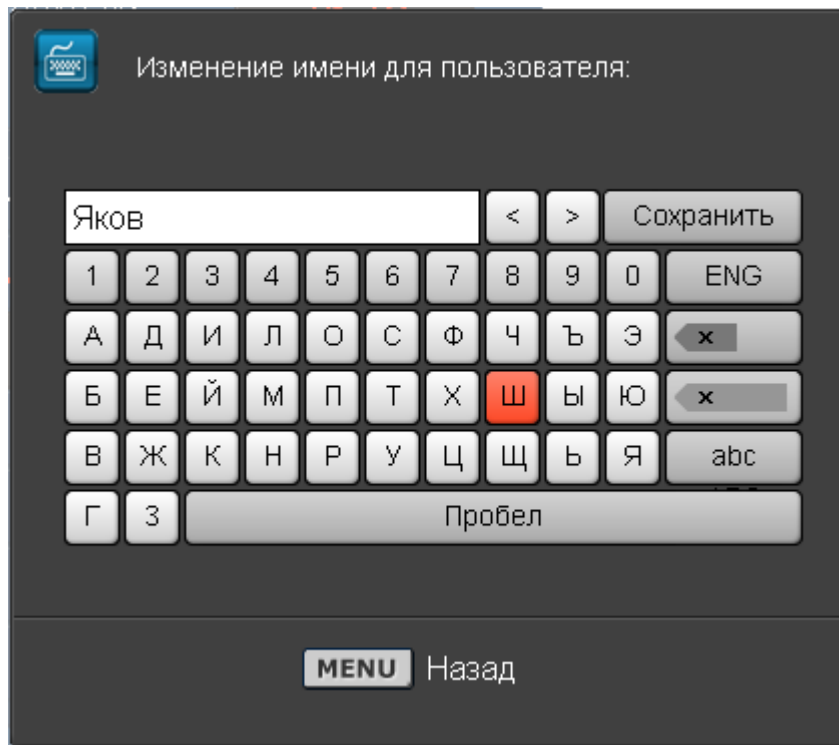 Изменение имени для пользователя:
Яков < > Сохранить
1 2 3 4 5 6 7 8 9 0 ENG
А Д И Л О С Ф Ч Ъ Э x
Б Е Й М П Т Х Ш Ы Ю x
В Ж К Н Р У Ц Щ Ь Я abc
Г З Пробел
MENU Назад